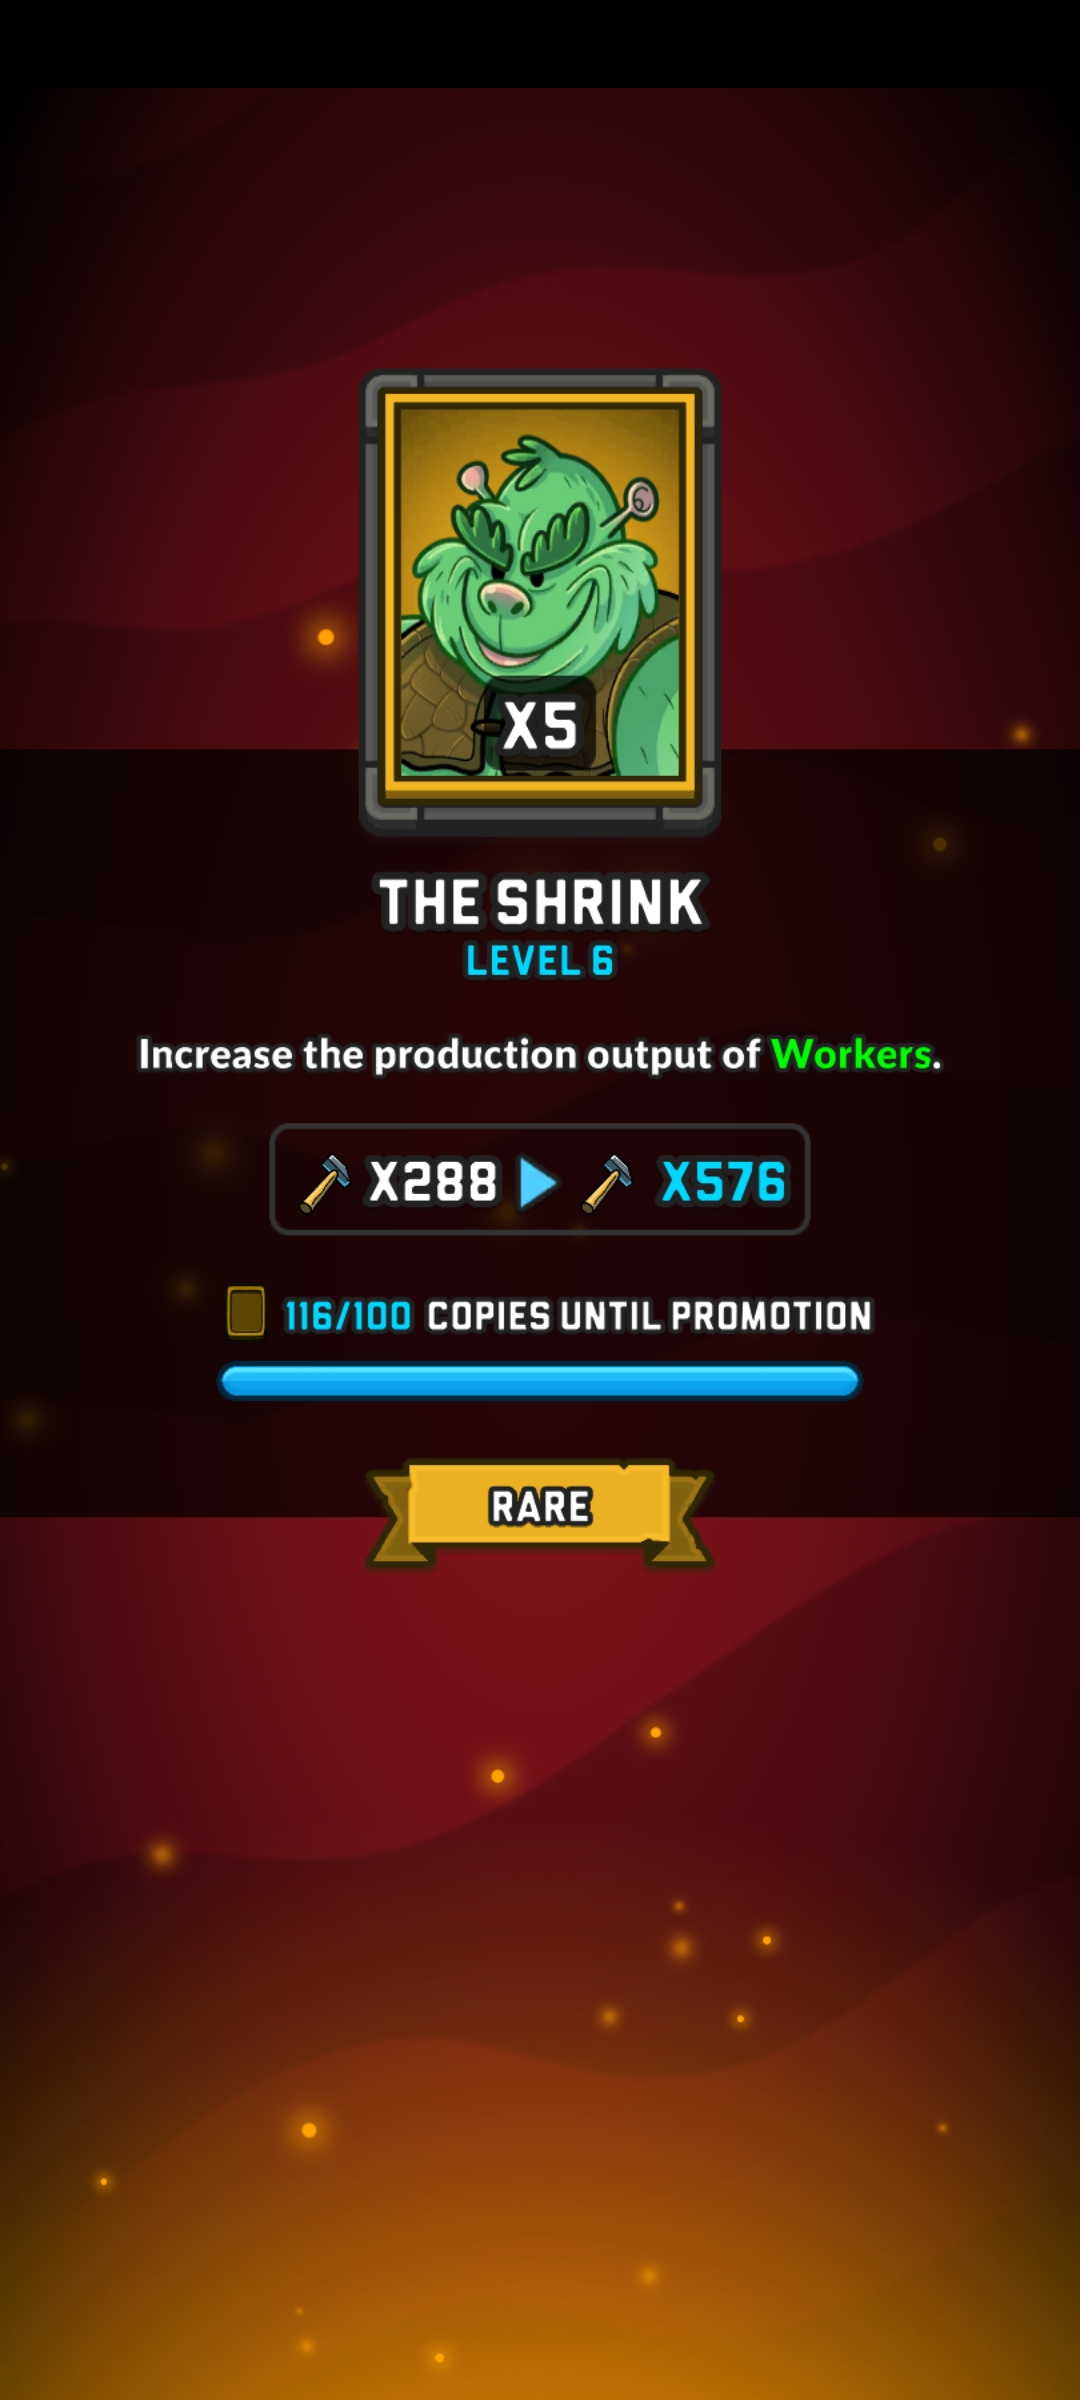 X5
THE SHRINK
LEVEL 6
Increase the production output of Workers.
X288 X576
116/100 COPIES UNTIL PROMOTION
RARE